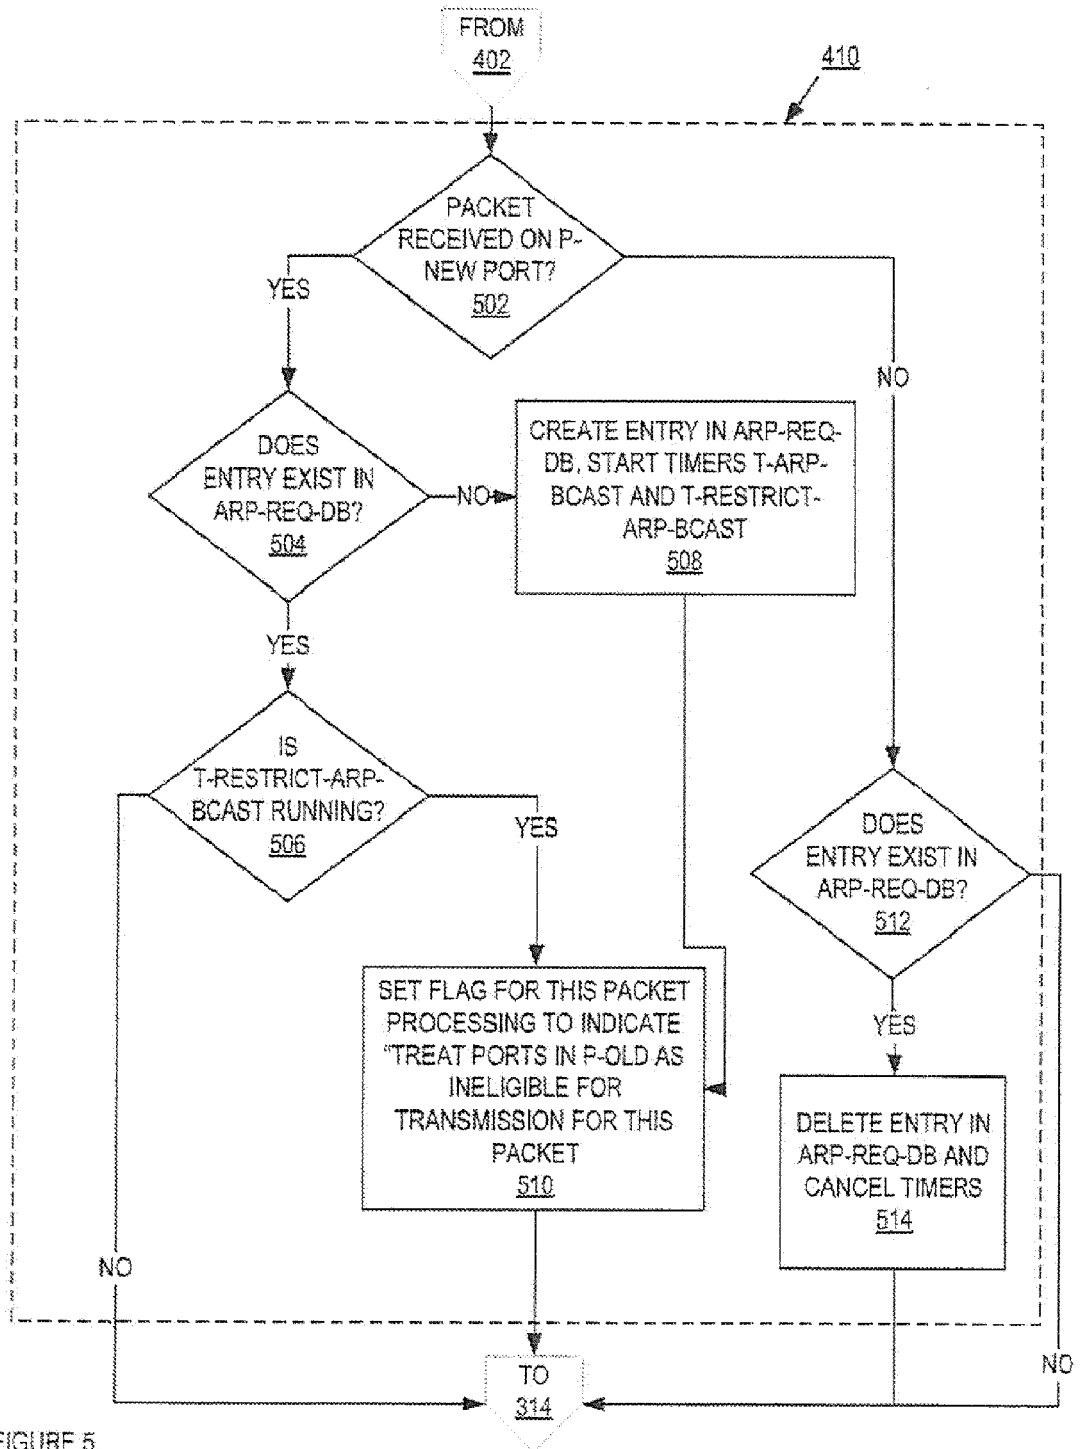 FROM
402
410
PACKET
RECEIVED ON P-
NEW PORT?
502
YES
NO
DOES
ENTRY EXIST IN
ARP-REQ-DB?
504
NO
CREATE ENTRY IN ARP-REQ-
DB, START TIMERS T-ARP-
BCAST AND T-RESTRICT-
ARP-BCAST
508
YES
IS
T-RESTRICT-ARP-
BCAST RUNNING?
506
YES
DOES
ENTRY EXIST IN
ARP-REQ-DB?
512
SET FLAG FOR THIS PACKET
PROCESSING TO INDICATE
"TREAT PORTS IN P-OLD AS
INELIGIBLE FOR
TRANSMISSION FOR THIS
PACKET
510
YES
DELETE ENTRY IN
ARP-REQ-DB AND
CANCEL TIMERS
514
NO
NO
TO
314
FIGURE 5